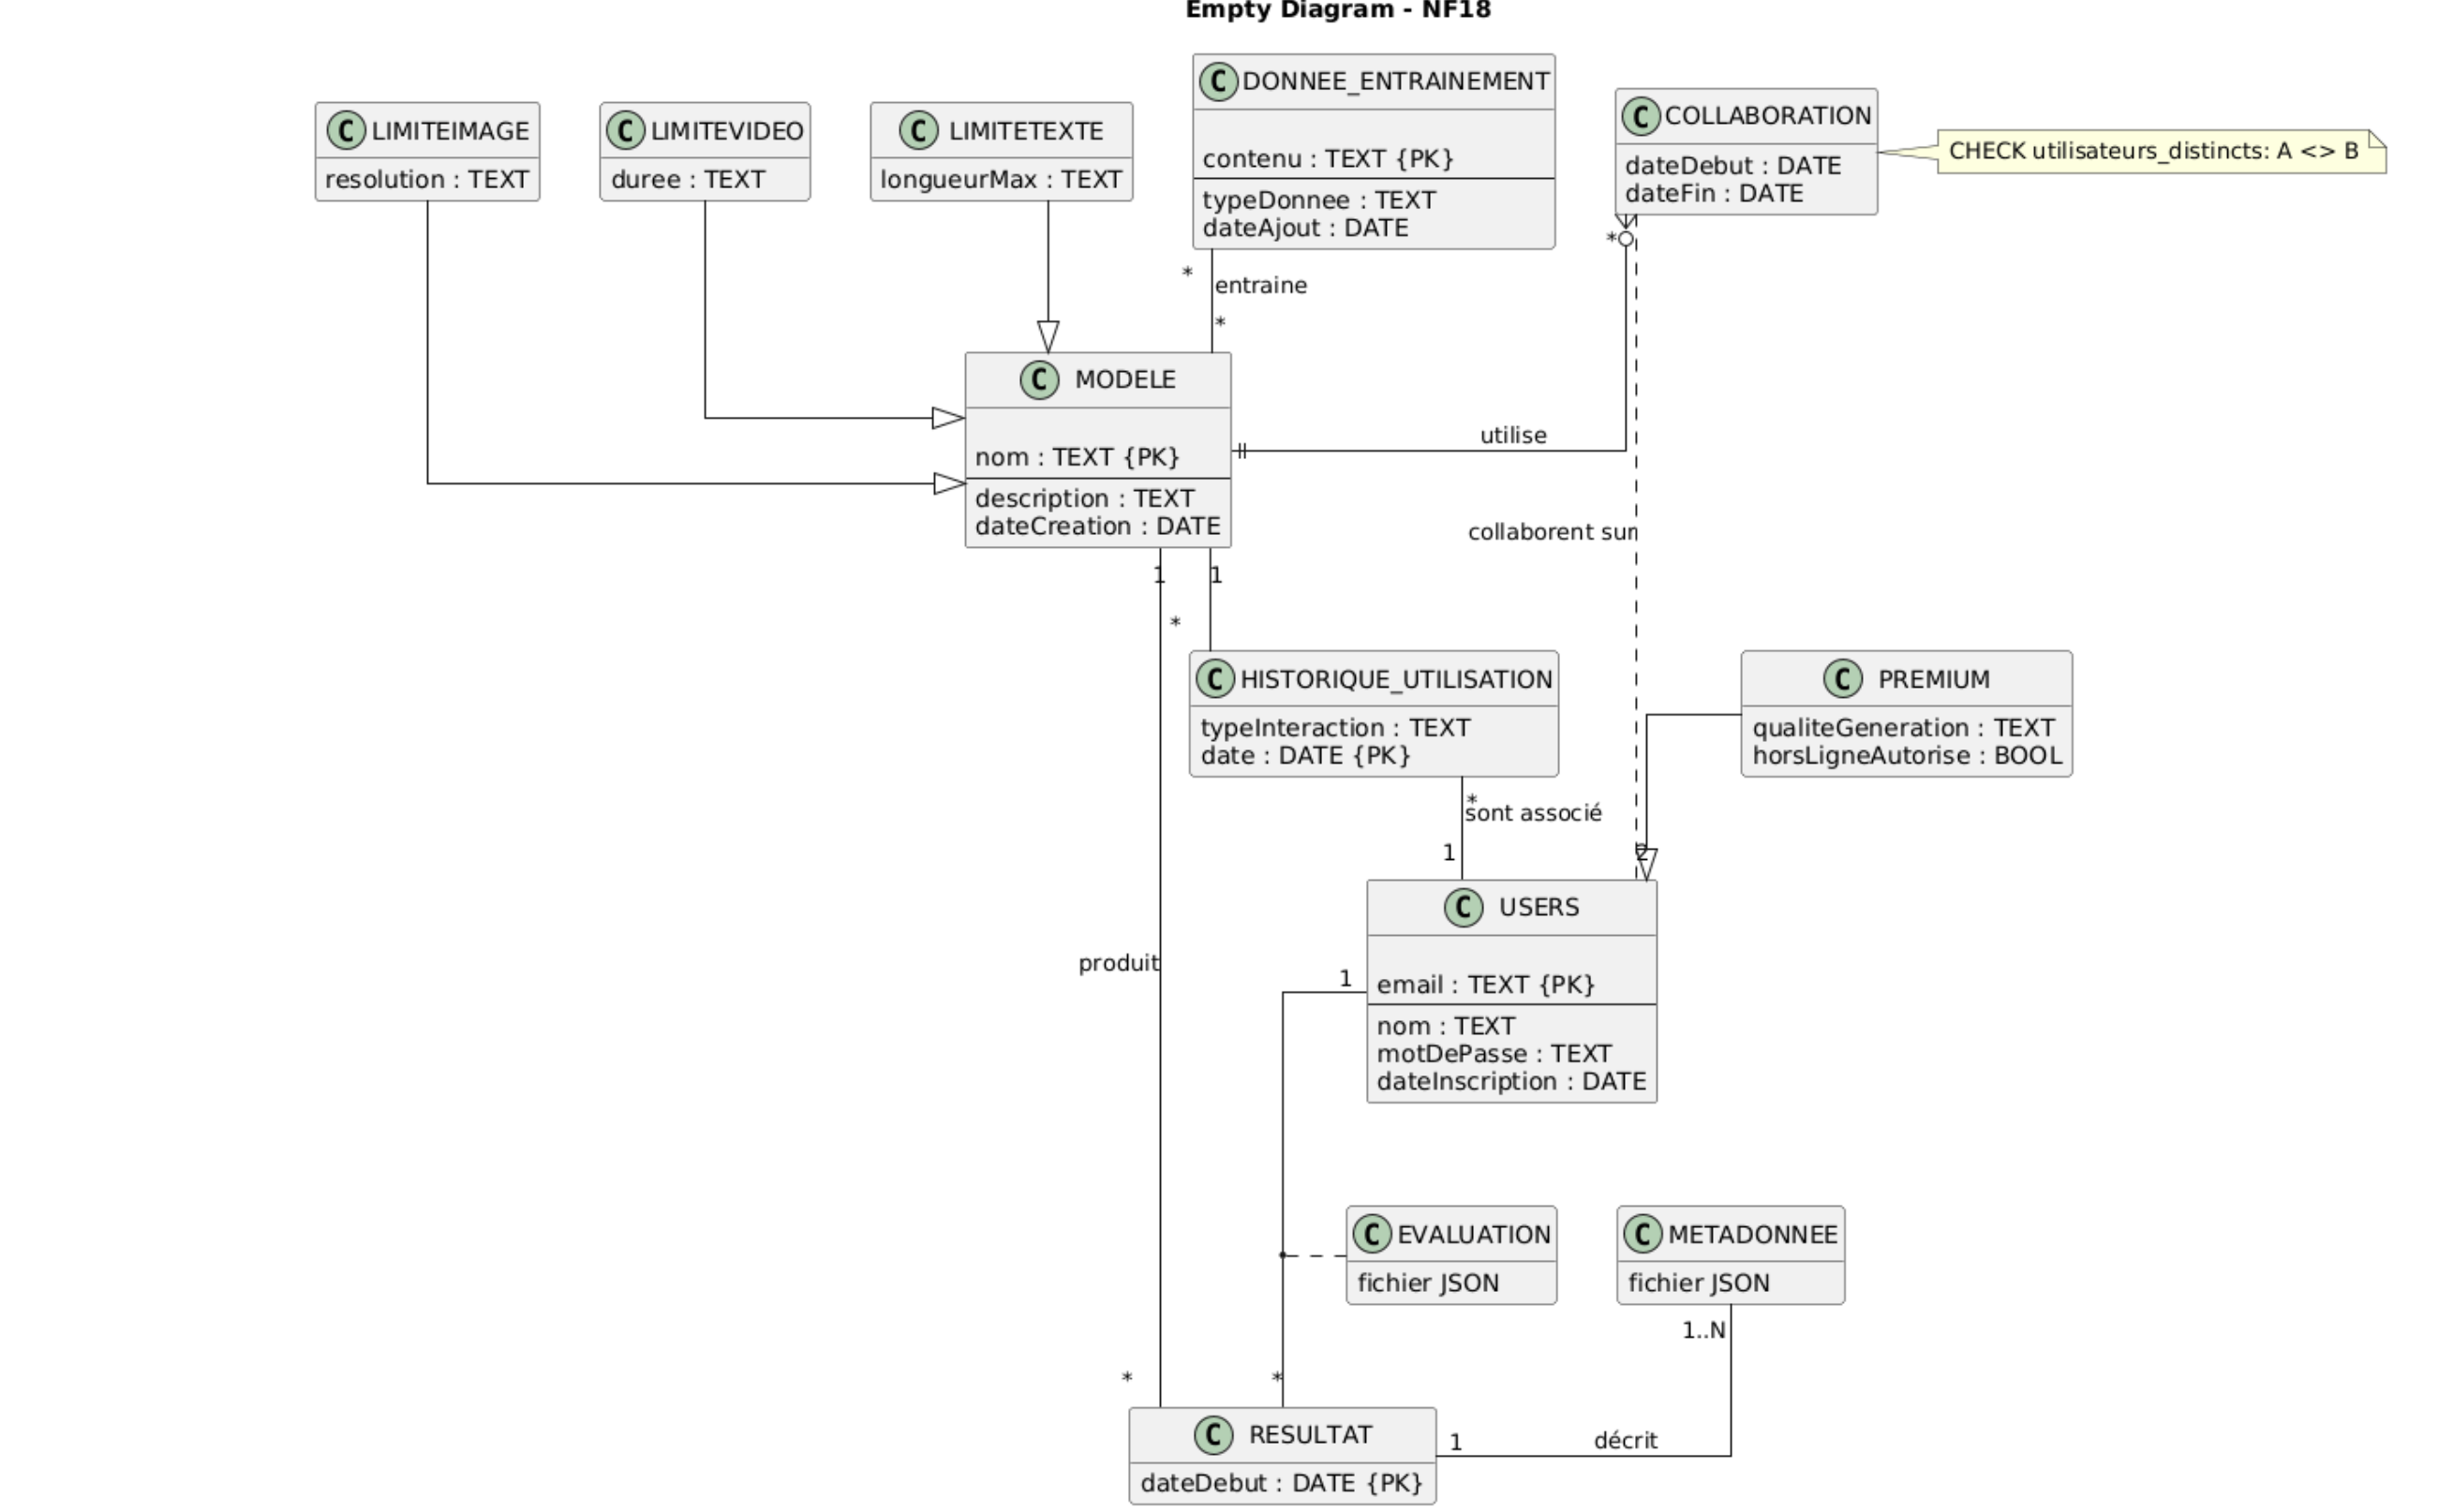 Empty Diagram - NF18
C LIMITEIMAGE
resolution : TEXT
C LIMITEVIDEO
duree : TEXT
C LIMITETEXTE
longueurMax : TEXT
C DONNEE_ENTRAINEMENT
contenu : TEXT {PK}
typeDonnee : TEXT
dateAjout : DATE
C COLLABORATION
dateDebut : DATE
dateFin : DATE
CHECK utilisateurs_distincts: A <> B
*
entraine
*
*
C MODELE
nom : TEXT {PK}
description : TEXT
dateCreation : DATE
utilise
collaborent sur
1
1
*
C HISTORIQUE_UTILISATION
typeInteraction : TEXT
date : DATE {PK}
C PREMIUM
qualiteGeneration : TEXT
horsLigneAutorise : BOOL
*
sont associé
1
2
C USERS
email : TEXT {PK}
nom : TEXT
motDePasse : TEXT
dateInscription : DATE
produit
1
C EVALUATION
fichier JSON
C METADONNEE
fichier JSON
1..N
*
*
C RESULTAT
dateDebut : DATE {PK}
1
décrit